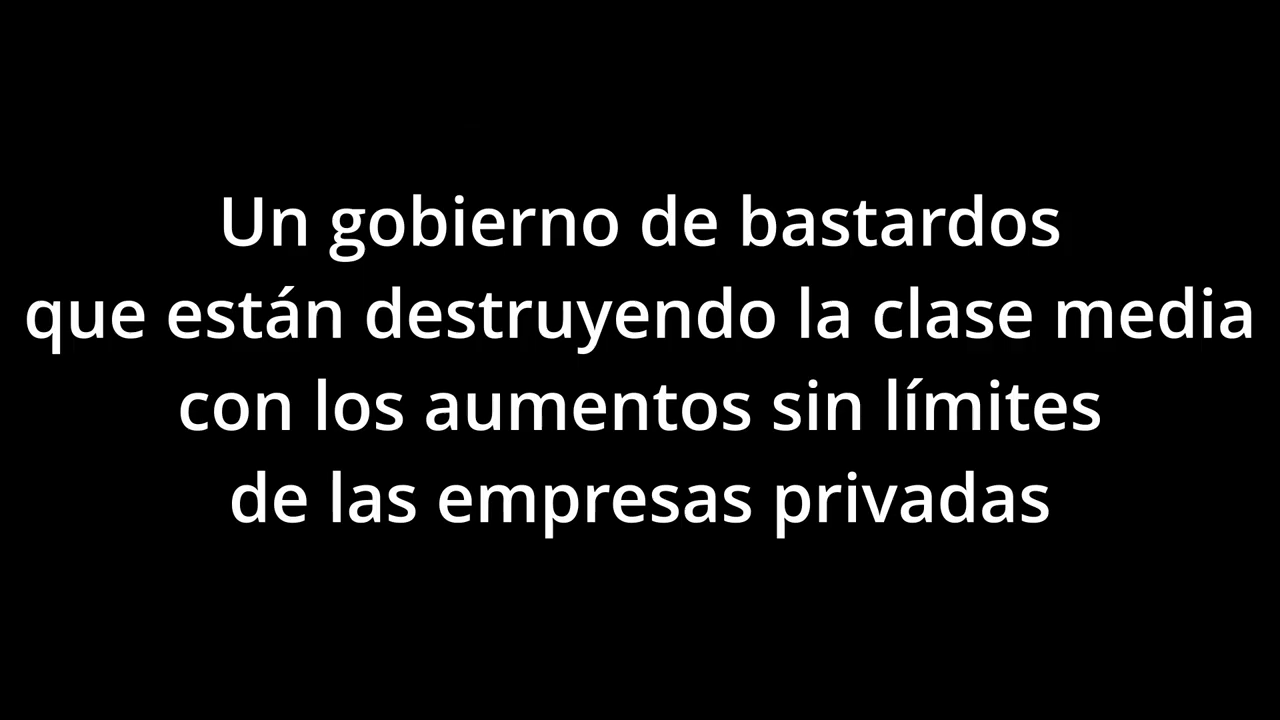 Un gobierno de bastardos
que están destruyendo la clase media
con los aumentos sin límites
de las empresas privadas